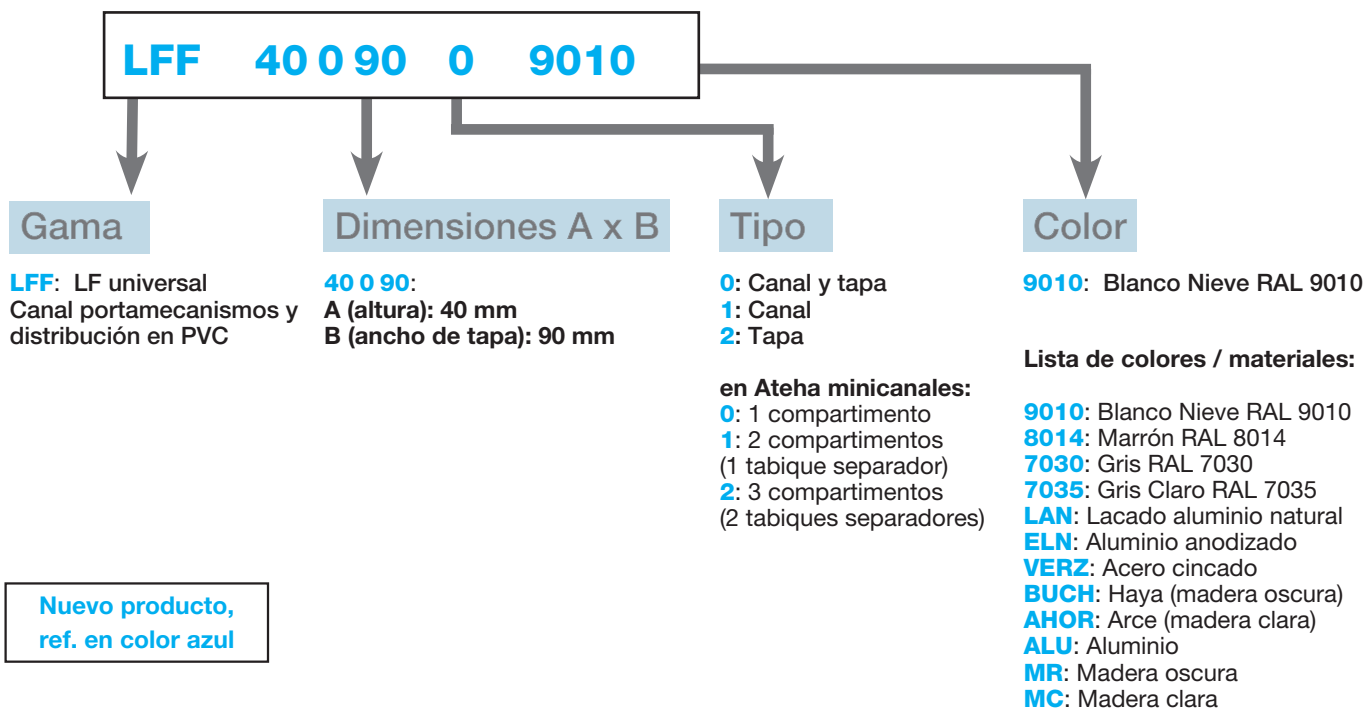 LFF 40 0 90 0 9010
Gama
LFF: LF universal
Canal portamecanismos y
distribución en PVC
Dimensiones A x B
40 0 90:
A (altura): 40 mm
B (ancho de tapa): 90 mm
Tipo
0: Canal y tapa
1: Canal
2: Tapa
en Ateha minicanales:
0: 1 compartimento
1: 2 compartimentos
(1 tabique separador)
2: 3 compartimentos
(2 tabiques separadores)
Color
9010: Blanco Nieve RAL 9010
Lista de colores / materiales:
9010: Blanco Nieve RAL 9010
8014: Marrón RAL 8014
7030: Gris RAL 7030
7035: Gris Claro RAL 7035
LAN: Lacado aluminio natural
ELN: Aluminio anodizado
VERZ: Acero cincado
BUCH: Haya (madera oscura)
AHOR: Arce (madera clara)
ALU: Aluminio
MR: Madera oscura
MC: Madera clara
Nuevo producto,
ref. en color azul